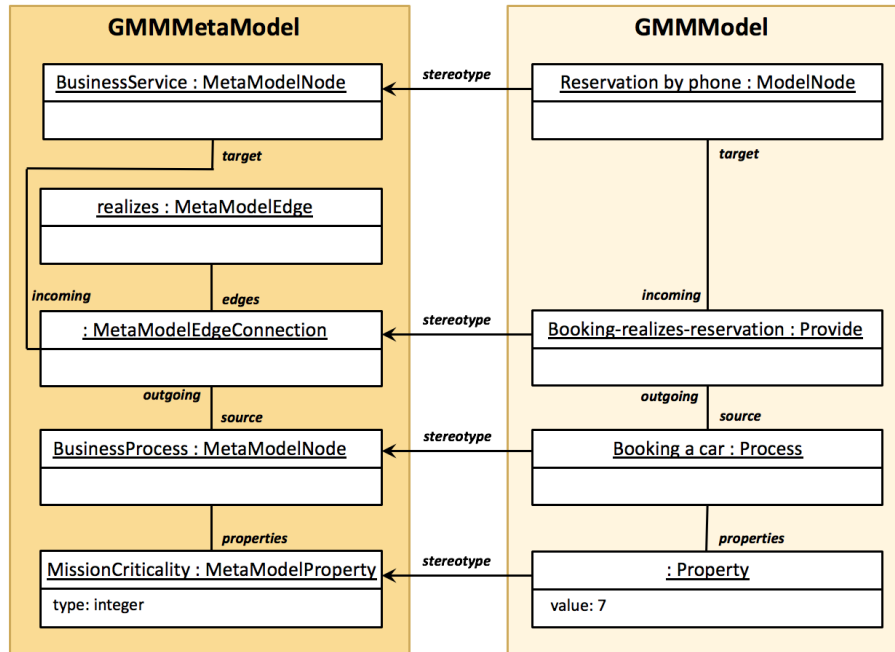 GMMMetaModel
GMMModel
BusinessService : MetaModelNode
stereotype
Reservation by phone : ModelNode
target
target
realizes : MetaModelEdge
incoming
edges
incoming
: MetaModelEdgeConnection
stereotype
Booking-realizes-reservation : Provide
outgoing
outgoing
source
source
BusinessProcess : MetaModelNode
stereotype
Booking a car : Process
properties
properties
MissionCriticality : MetaModelProperty
stereotype
: Property
type: integer
value: 7